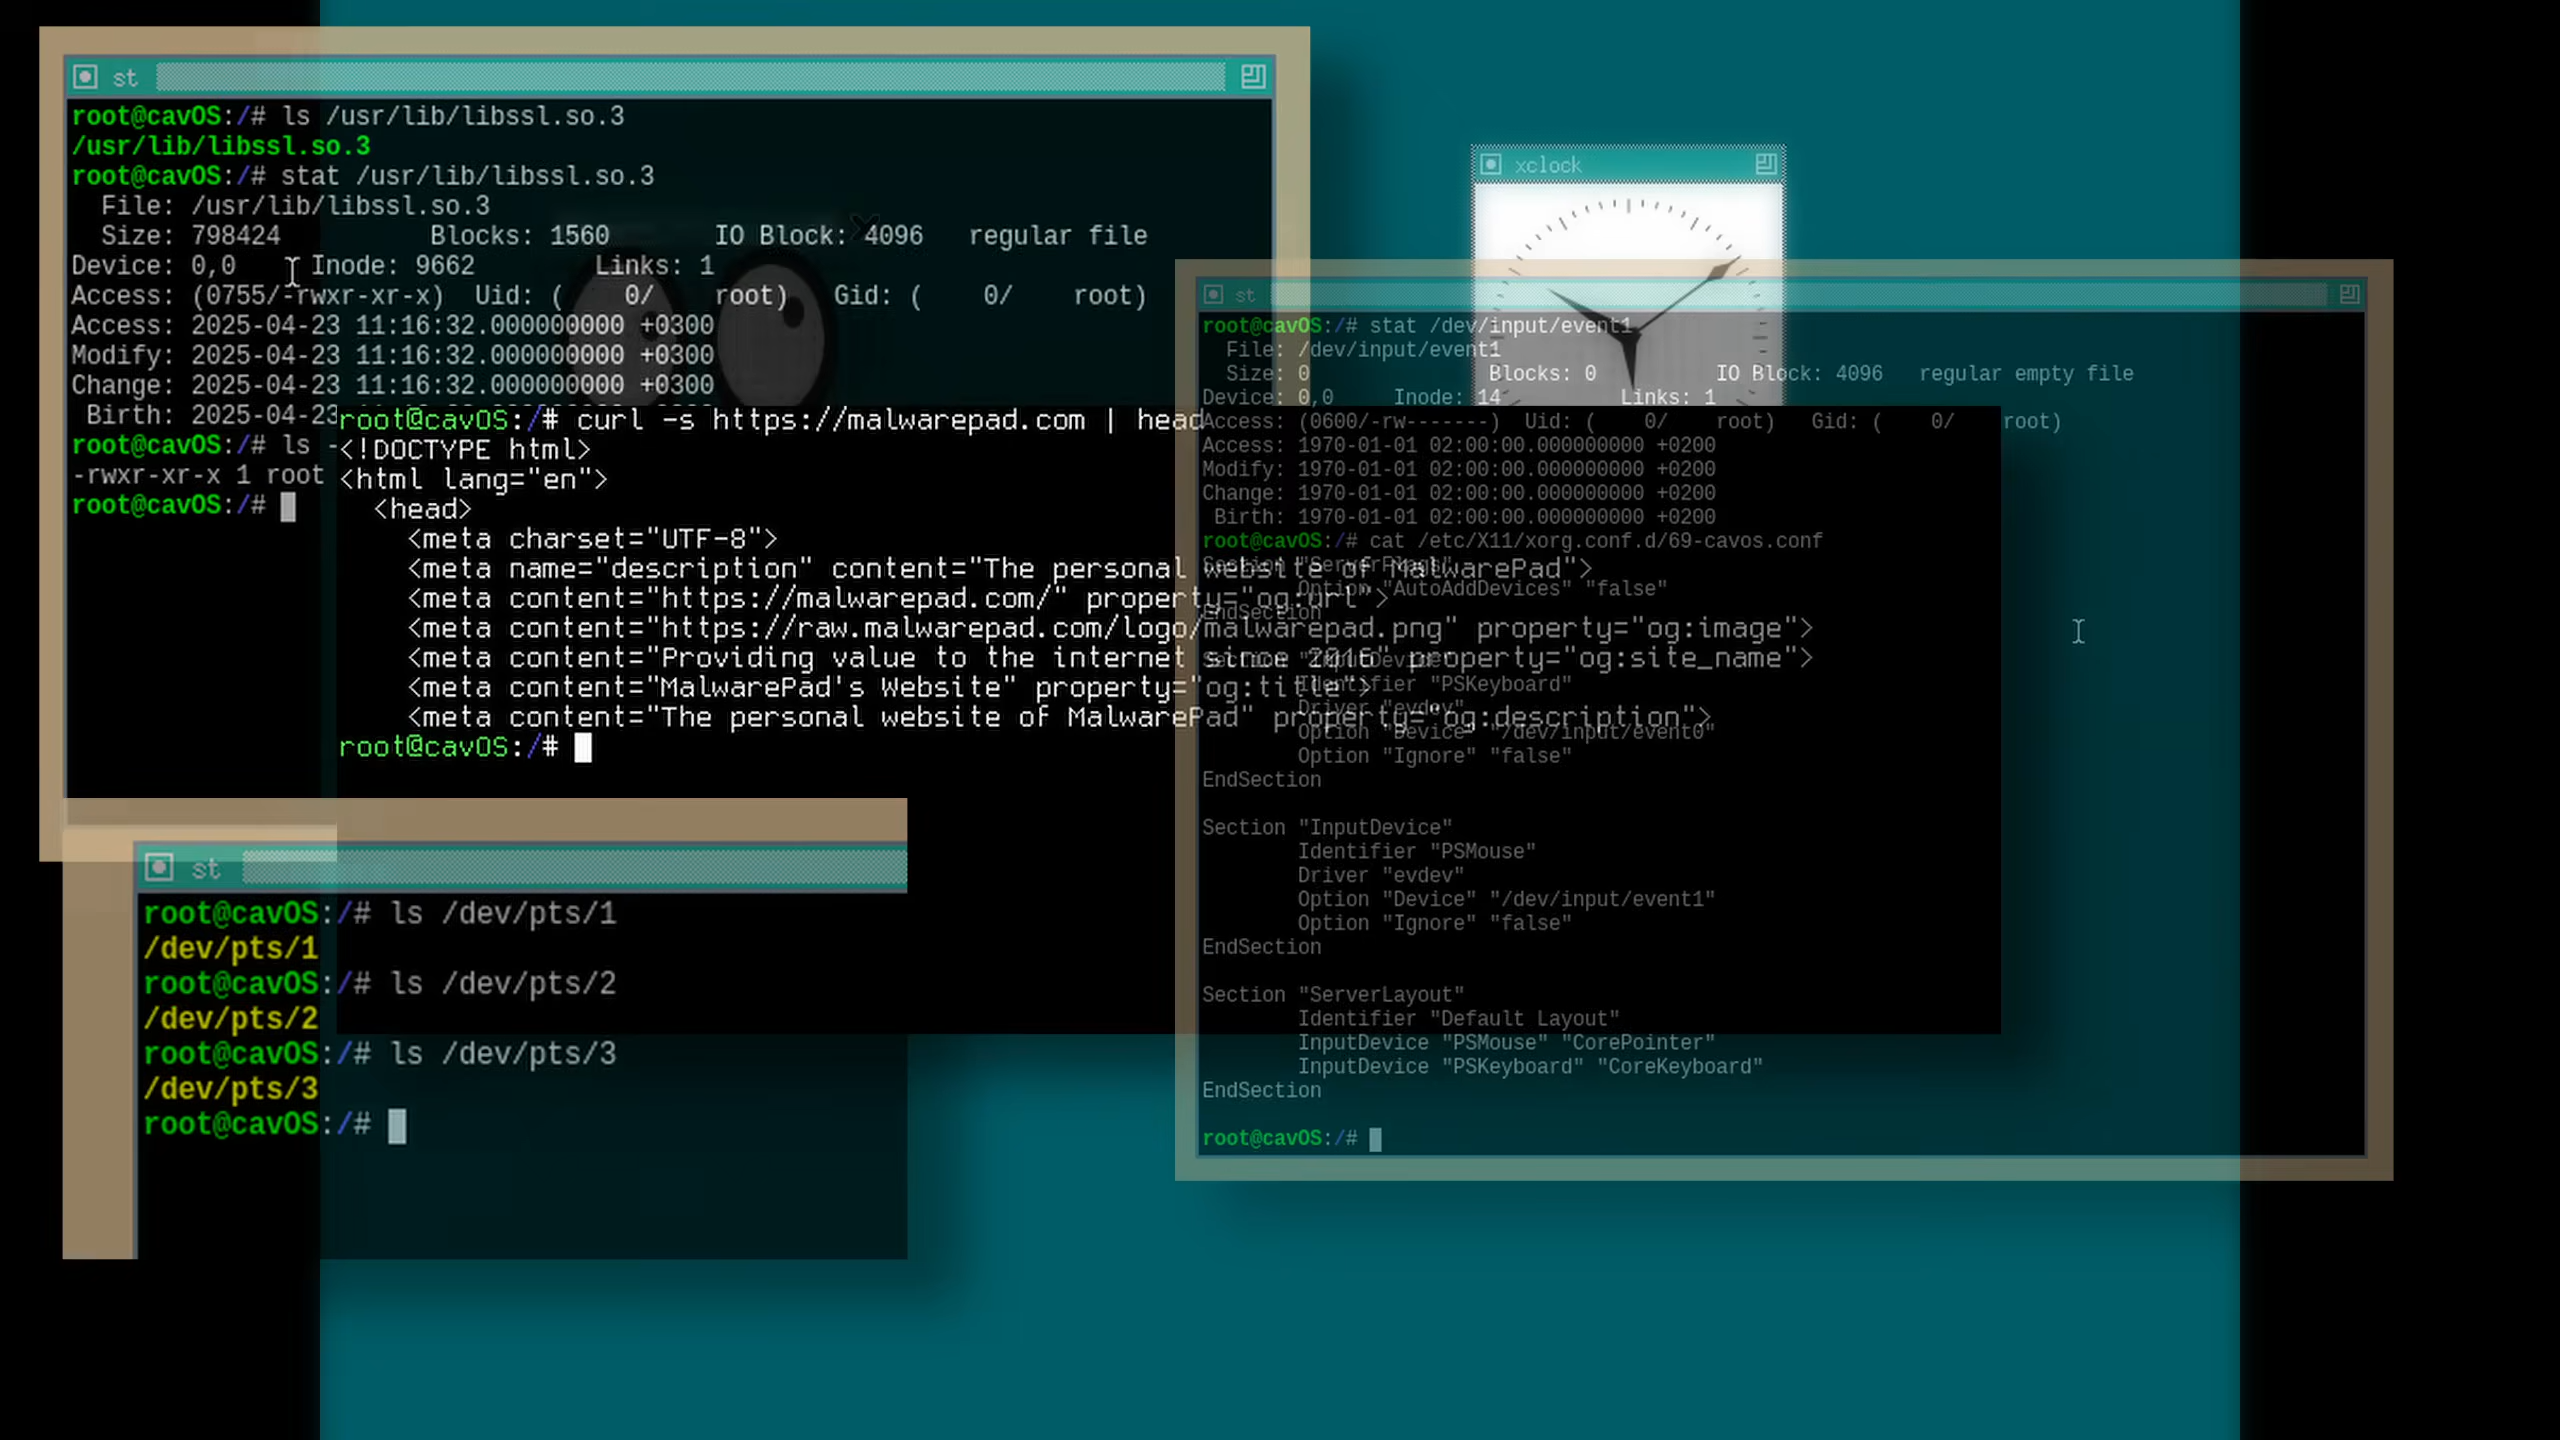 st
root@cavOS:/# ls /usr/lib/libssl.so.3
/usr/lib/libssl.so.3
root@cavOS:/# stat /usr/lib/libssl.so.3
  File: /usr/lib/libssl.so.3
  Size: 798424          Blocks: 1560       IO Block: 4096   regular file
Device: 0,0     Inode: 9662        Links: 1
Access: (0755/-rwxr-xr-x)  Uid: (    0/    root)   Gid: (    0/    root)
Access: 2025-04-23 11:16:32.000000000 +0300
Modify: 2025-04-23 11:16:32.000000000 +0300
Change: 2025-04-23 11:16:32.000000000 +0300
 Birth: 2025-04-23
root@cavOS:/# ls -
-rwxr-xr-x 1 root
root@cavOS:/#
root@cavOS:/# curl -s https://malwarepad.com | head
<!DOCTYPE html>
<html lang="en">
  <head>
    <meta charset="UTF-8">
    <meta name="description" content="The personal website of MalwarePad">
    <meta content="https://malwarepad.com/" property="og:url">
    <meta content="https://raw.malwarepad.com/logo/malwarepad.png" property="og:image">
    <meta content="Providing value to the internet since 2016" property="og:site_name">
    <meta content="MalwarePad's Website" property="og:title">
    <meta content="The personal website of MalwarePad" property="og:description">
root@cavOS:/#
st
root@cavOS:/# ls /dev/pts/1
/dev/pts/1
root@cavOS:/# ls /dev/pts/2
/dev/pts/2
root@cavOS:/# ls /dev/pts/3
/dev/pts/3
root@cavOS:/#
xclock
st
root@cavOS:/# stat /dev/input/event1
  File: /dev/input/event1
  Size: 0               Blocks: 0          IO Block: 4096   regular empty file
Device: 0,0     Inode: 14          Links: 1
Access: (0600/-rw-------)  Uid: (    0/    root)   Gid: (    0/    root)
Access: 1970-01-01 02:00:00.000000000 +0200
Modify: 1970-01-01 02:00:00.000000000 +0200
Change: 1970-01-01 02:00:00.000000000 +0200
 Birth: 1970-01-01 02:00:00.000000000 +0200
root@cavOS:/# cat /etc/X11/xorg.conf.d/69-cavos.conf
Section "ServerFlags"
        Option "AutoAddDevices" "false"
EndSection
Section "InputDevice"
        Identifier "PSKeyboard"
        Driver "evdev"
        Option "Device" "/dev/input/event0"
        Option "Ignore" "false"
EndSection
Section "InputDevice"
        Identifier "PSMouse"
        Driver "evdev"
        Option "Device" "/dev/input/event1"
        Option "Ignore" "false"
EndSection
Section "ServerLayout"
        Identifier "Default Layout"
        InputDevice "PSMouse" "CorePointer"
        InputDevice "PSKeyboard" "CoreKeyboard"
EndSection
root@cavOS:/#